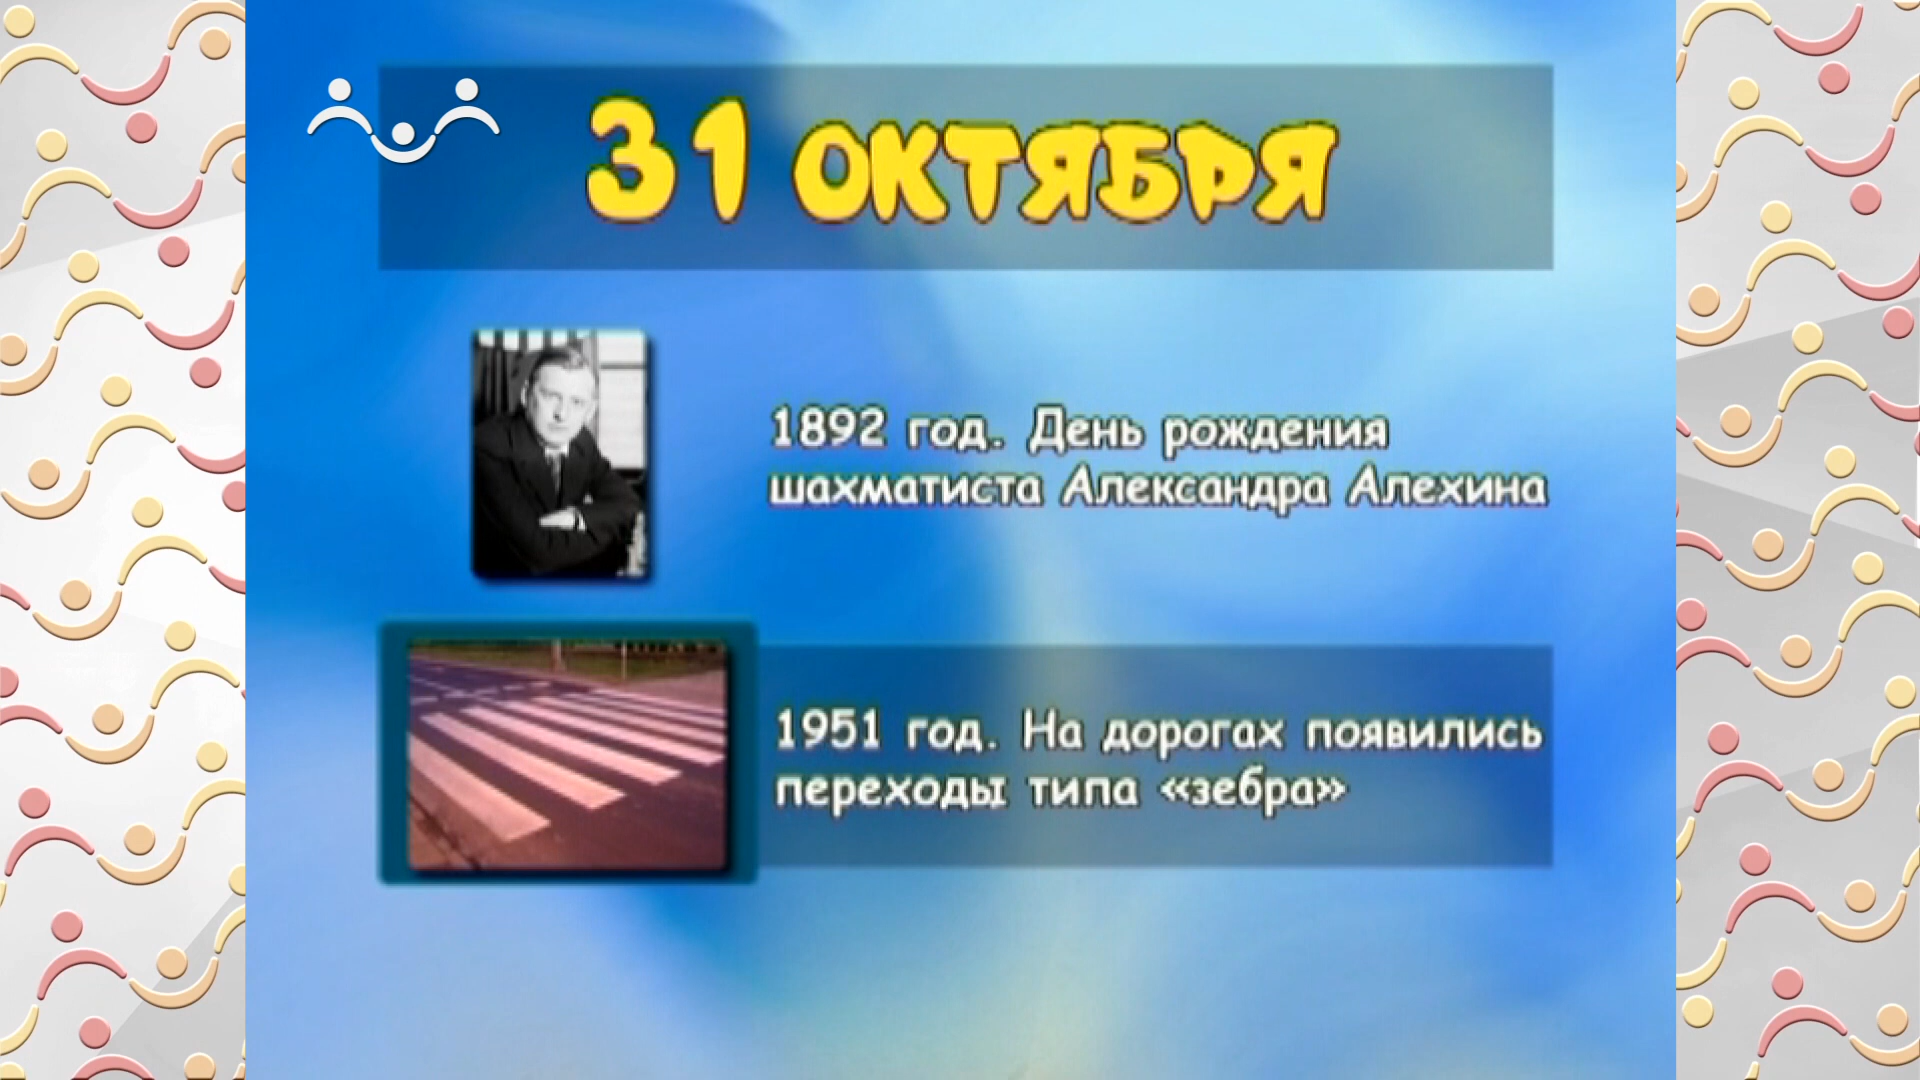 31 ОКТЯБРЯ
1892 год. День рождения
шахматиста Александра Алехина
1951 год. На дорогах появились
переходы типа «зебра»